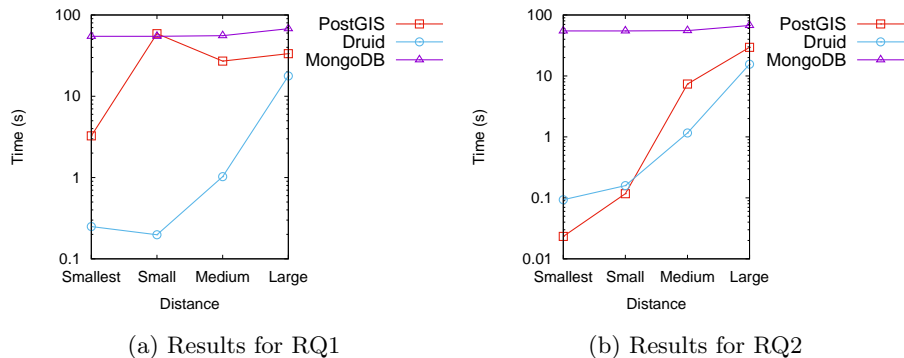 100
10
1
0.1
Time (s)
Smallest
Small
Medium
Large
Distance
PostGIS
Druid
MongoDB
(a) Results for RQ1
100
10
1
0.1
0.01
Time (s)
Smallest
Small
Medium
Large
Distance
PostGIS
Druid
MongoDB
(b) Results for RQ2